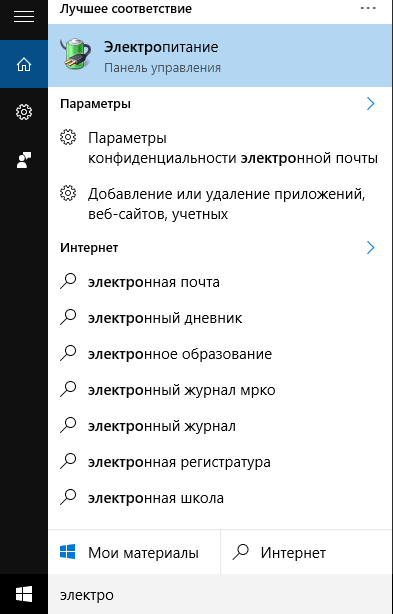 Лучшее соответствие
Электропитание
Панель управления
Параметры
Параметры
конфиденциальности электронной почты
Добавление или удаление приложений,
веб-сайтов, учетных
Интернет
электронная почта
электронный дневник
электронное образование
электронный журнал мрко
электронный журнал
электронная регистратура
электронная школа
Мои материалы
Интернет
электро